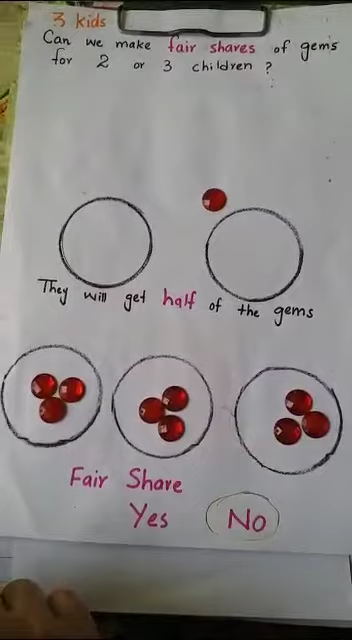 3 kids
Can we make fair shares of gems
for 2 or 3 children ?
They will get half of the gems
Fair Share
Yes No